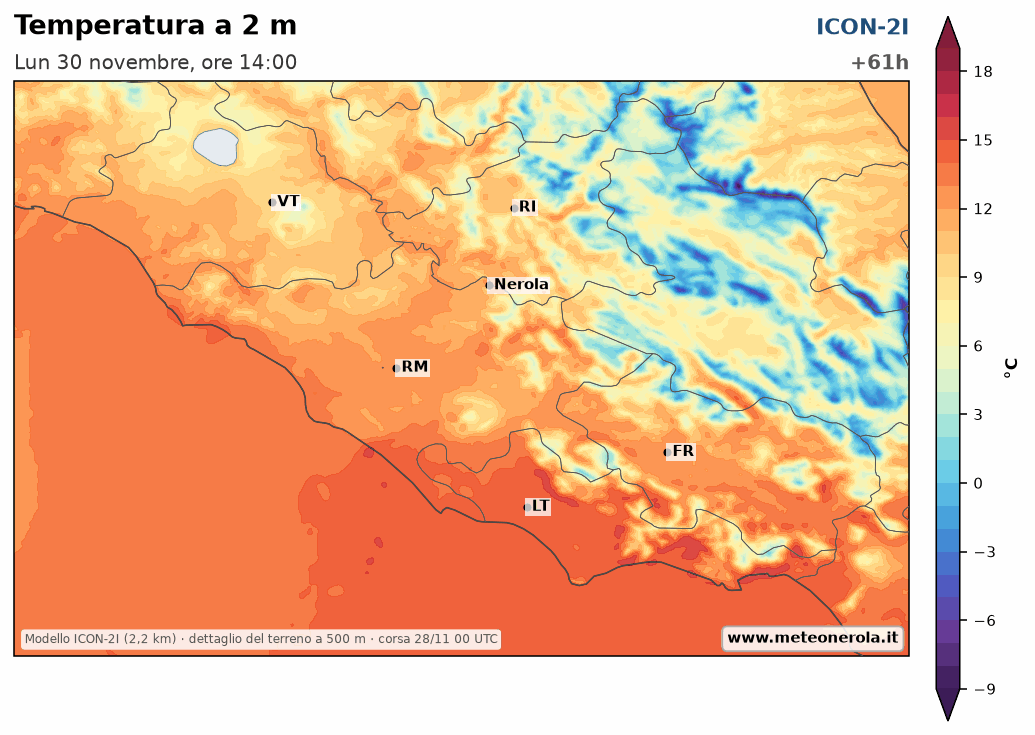 Temperatura a 2 m
ICON-2I
Lun 30 novembre, ore 14:00
+61h
VT
RI
Nerola
RM
FR
LT
Modello ICON-2I (2,2 km) · dettaglio del terreno a 500 m · corsa 28/11 00 UTC
www.meteonerola.it
18
15
12
9
6
3
0
−3
−6
−9
°C